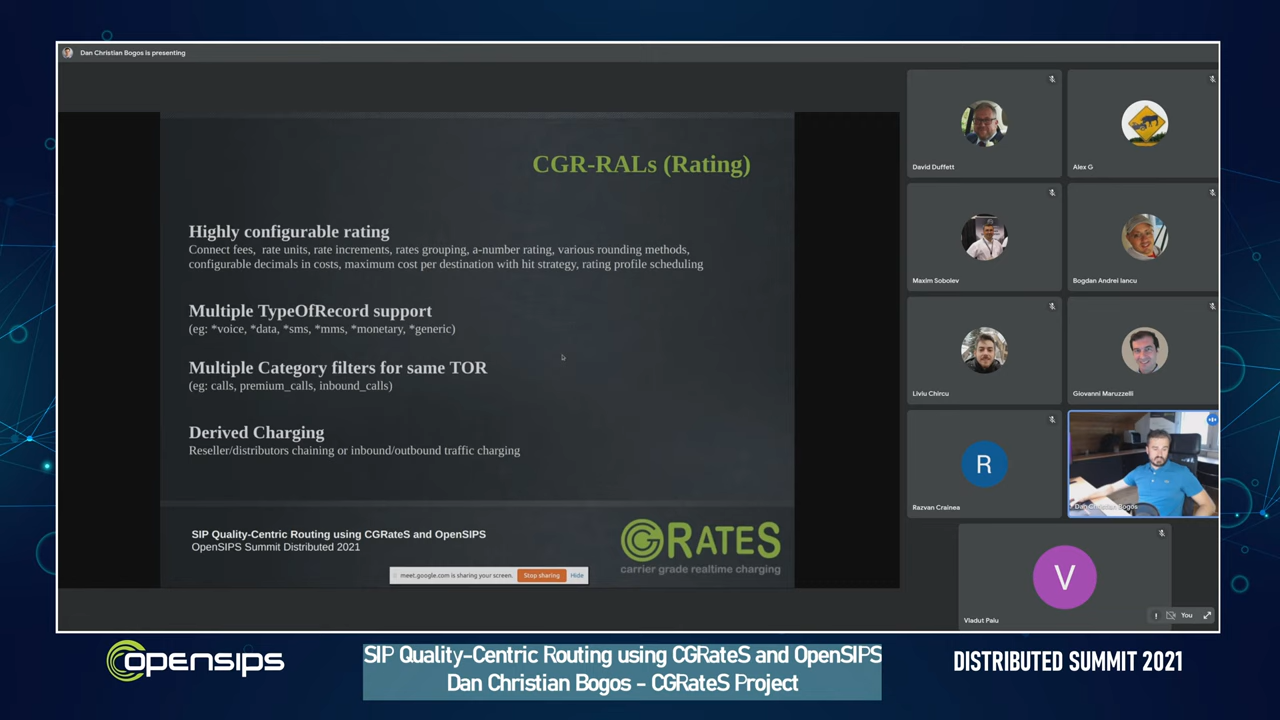 Dan Christian Bogos is presenting
CGR-RALs (Rating)
Highly configurable rating
Connect fees, rate units, rate increments, rates grouping, a-number rating, various rounding methods,
configurable decimals in costs, maximum cost per destination with hit strategy, rating profile scheduling
Multiple TypeOfRecord support
(eg: *voice, *data, *sms, *mms, *monetary, *generic)
Multiple Category filters for same TOR
(eg: calls, premium_calls, inbound_calls)
Derived Charging
Reseller/distributors chaining or inbound/outbound traffic charging
SIP Quality-Centric Routing using CGRateS and OpenSIPS
OpenSIPS Summit Distributed 2021
CGRATES
carrier grade realtime charging
meet.google.com is sharing your screen.
Stop sharing
Hide
David Duffett
Alex G
Maxim Sobolev
Bogdan Andrei Iancu
Liviu Chircu
Giovanni Maruzzelli
R
Razvan Crainea
Dan Christian Bogos
V
Vladut Paiu
You
opensips
SIP Quality-Centric Routing using CGRateS and OpenSIPS
Dan Christian Bogos - CGRateS Project
DISTRIBUTED SUMMIT 2021